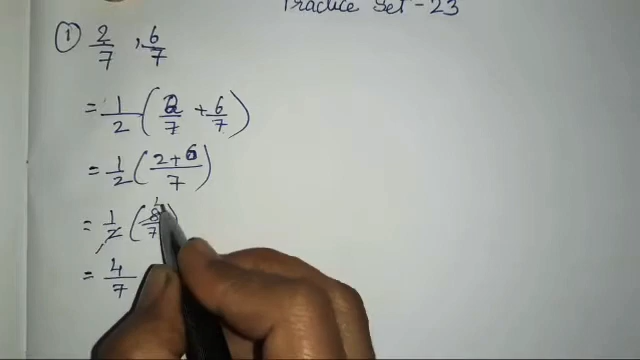 Practice Set - 23
① 2/7 , 6/7
= 1/2 ( 2/7 + 6/7 )
= 1/2 ( 2+6 / 7 )
= 1/2 ( 8/7 )
= 4/7